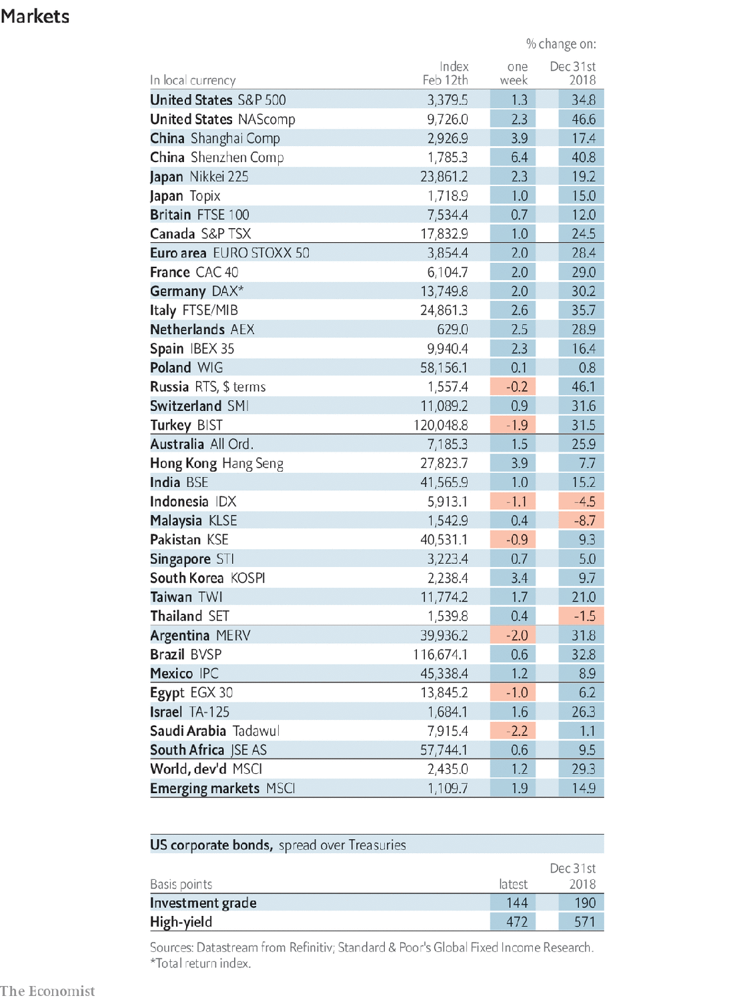 Markets
% change on:
Index one Dec 31st
In local currency Feb 12th week 2018
United States S&P 500 3,379.5 1.3 34.8
United States NAScomp 9,726.0 2.3 46.6
China Shanghai Comp 2,926.9 3.9 17.4
China Shenzhen Comp 1,785.3 6.4 40.8
Japan Nikkei 225 23,861.2 2.3 19.2
Japan Topix 1,718.9 1.0 15.0
Britain FTSE 100 7,534.4 0.7 12.0
Canada S&P TSX 17,832.9 1.0 24.5
Euro area EURO STOXX 50 3,854.4 2.0 28.4
France CAC 40 6,104.7 2.0 29.0
Germany DAX* 13,749.8 2.0 30.2
Italy FTSE/MIB 24,861.3 2.6 35.7
Netherlands AEX 629.0 2.5 28.9
Spain IBEX 35 9,940.4 2.3 16.4
Poland WIG 58,156.1 0.1 0.8
Russia RTS, $ terms 1,557.4 -0.2 46.1
Switzerland SMI 11,089.2 0.9 31.6
Turkey BIST 120,048.8 -1.9 31.5
Australia All Ord. 7,185.3 1.5 25.9
Hong Kong Hang Seng 27,823.7 3.9 7.7
India BSE 41,565.9 1.0 15.2
Indonesia IDX 5,913.1 -1.1 -4.5
Malaysia KLSE 1,542.9 0.4 -8.7
Pakistan KSE 40,531.1 -0.9 9.3
Singapore STI 3,223.4 0.7 5.0
South Korea KOSPI 2,238.4 3.4 9.7
Taiwan TWI 11,774.2 1.7 21.0
Thailand SET 1,539.8 0.4 -1.5
Argentina MERV 39,936.2 -2.0 31.8
Brazil BVSP 116,674.1 0.6 32.8
Mexico IPC 45,338.4 1.2 8.9
Egypt EGX 30 13,845.2 -1.0 6.2
Israel TA-125 1,684.1 1.6 26.3
Saudi Arabia Tadawul 7,915.4 -2.2 1.1
South Africa JSE AS 57,744.1 0.6 9.5
World, dev'd MSCI 2,435.0 1.2 29.3
Emerging markets MSCI 1,109.7 1.9 14.9
US corporate bonds, spread over Treasuries
Dec 31st
Basis points latest 2018
Investment grade 144 190
High-yield 472 571
Sources: Datastream from Refinitiv; Standard & Poor's Global Fixed Income Research.
*Total return index.
The Economist